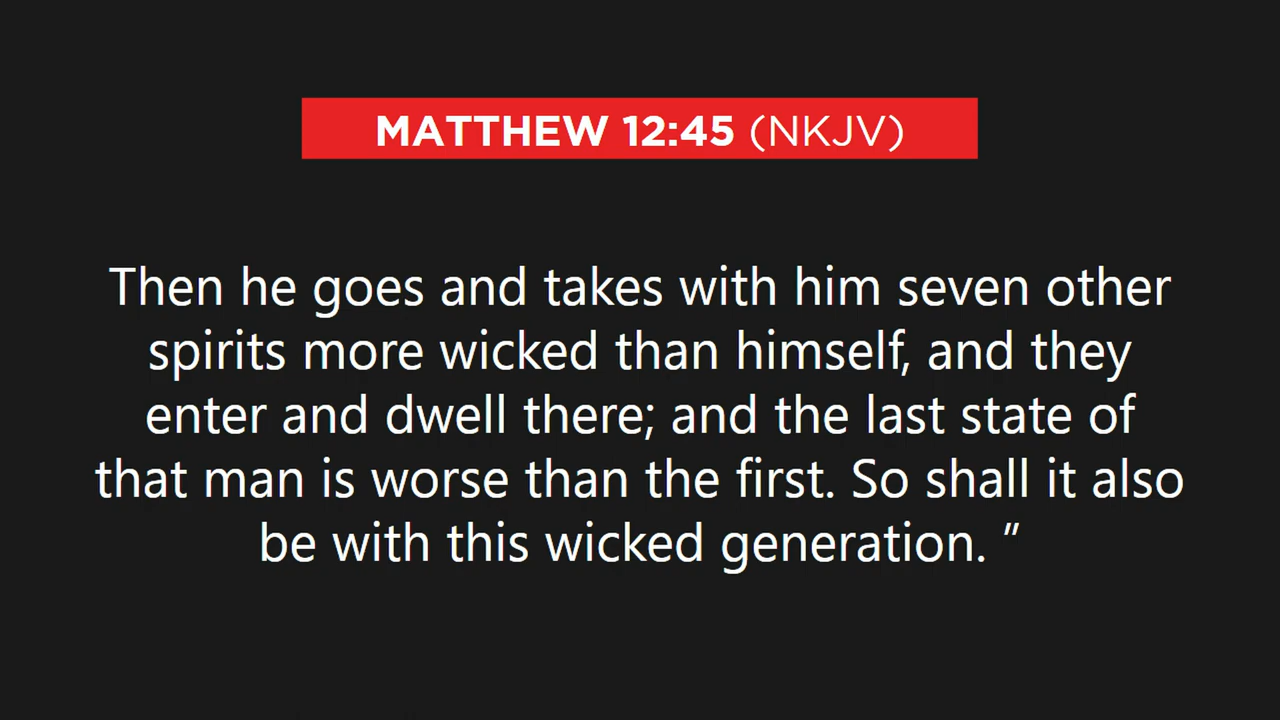 MATTHEW 12:45 (NKJV)
Then he goes and takes with him seven other
spirits more wicked than himself, and they
enter and dwell there; and the last state of
that man is worse than the first. So shall it also
be with this wicked generation. ”